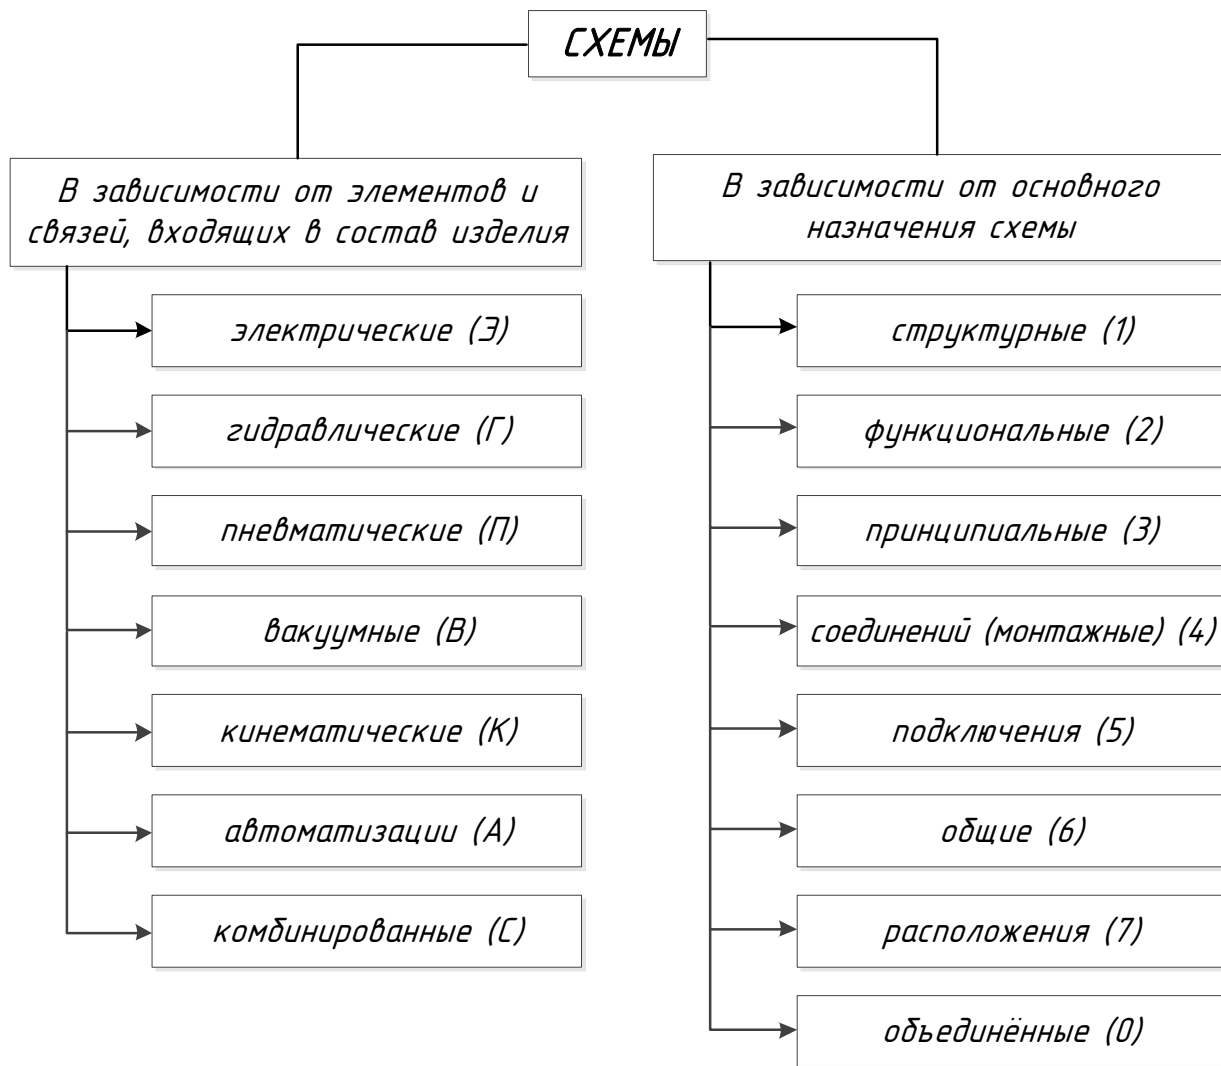 СХЕМЫ
В зависимости от элементов и
связей, входящих в состав изделия
электрические (Э)
гидравлические (Г)
пневматические (П)
вакуумные (В)
кинематические (К)
автоматизации (А)
комбинированные (С)
В зависимости от основного
назначения схемы
структурные (1)
функциональные (2)
принципиальные (3)
соединений (монтажные) (4)
подключения (5)
общие (6)
расположения (7)
объединённые (0)